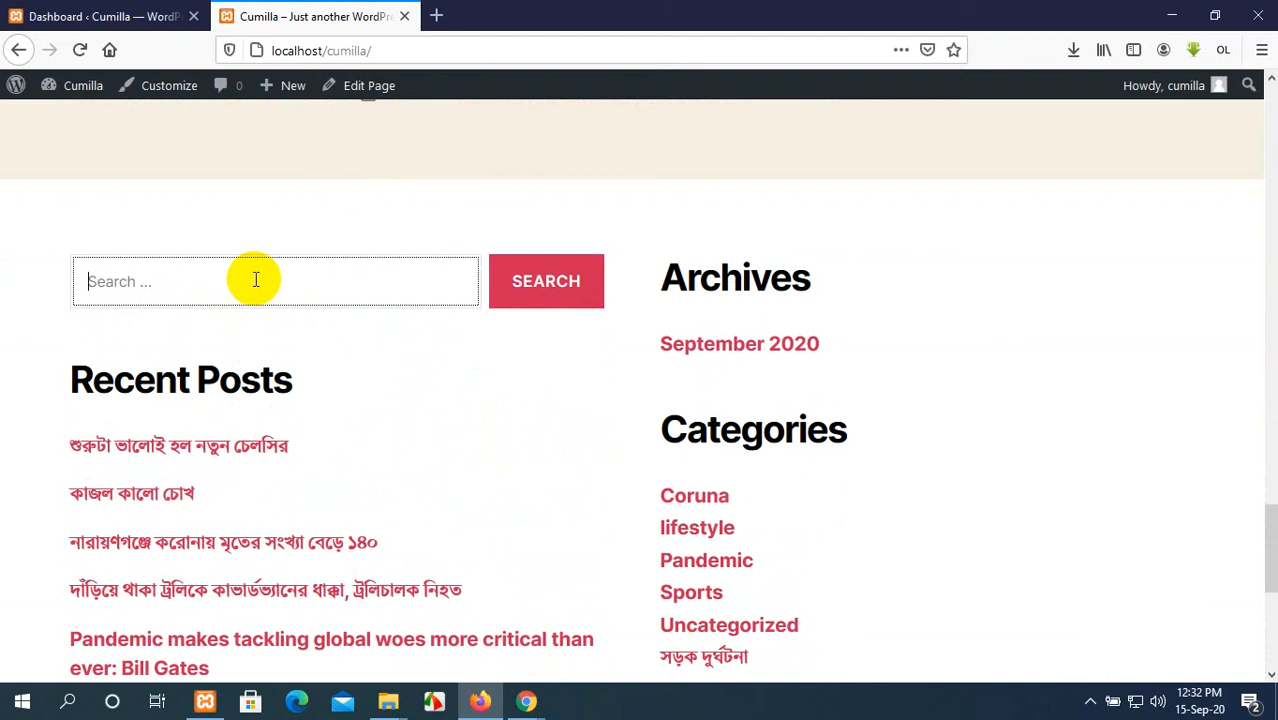 Dashboard ‹ Cumilla — WordP
Cumilla – Just another WordPre
localhost/cumilla/
OL
Cumilla
Customize
0
New
Edit Page
Howdy, cumilla
Search …
SEARCH
Recent Posts
শুরুটা ভালোই হল নতুন চেলসির
কাজল কালো চোখ
নারায়ণগঞ্জে করোনায় মৃতের সংখ্যা বেড়ে ১৪০
দাঁড়িয়ে থাকা ট্রলিকে কাভার্ডভ্যানের ধাক্কা, ট্রলিচালক নিহত
Pandemic makes tackling global woes more critical than
ever: Bill Gates
Archives
September 2020
Categories
Coruna
lifestyle
Pandemic
Sports
Uncategorized
সড়ক দুর্ঘটনা
12:32 PM
15-Sep-20
2